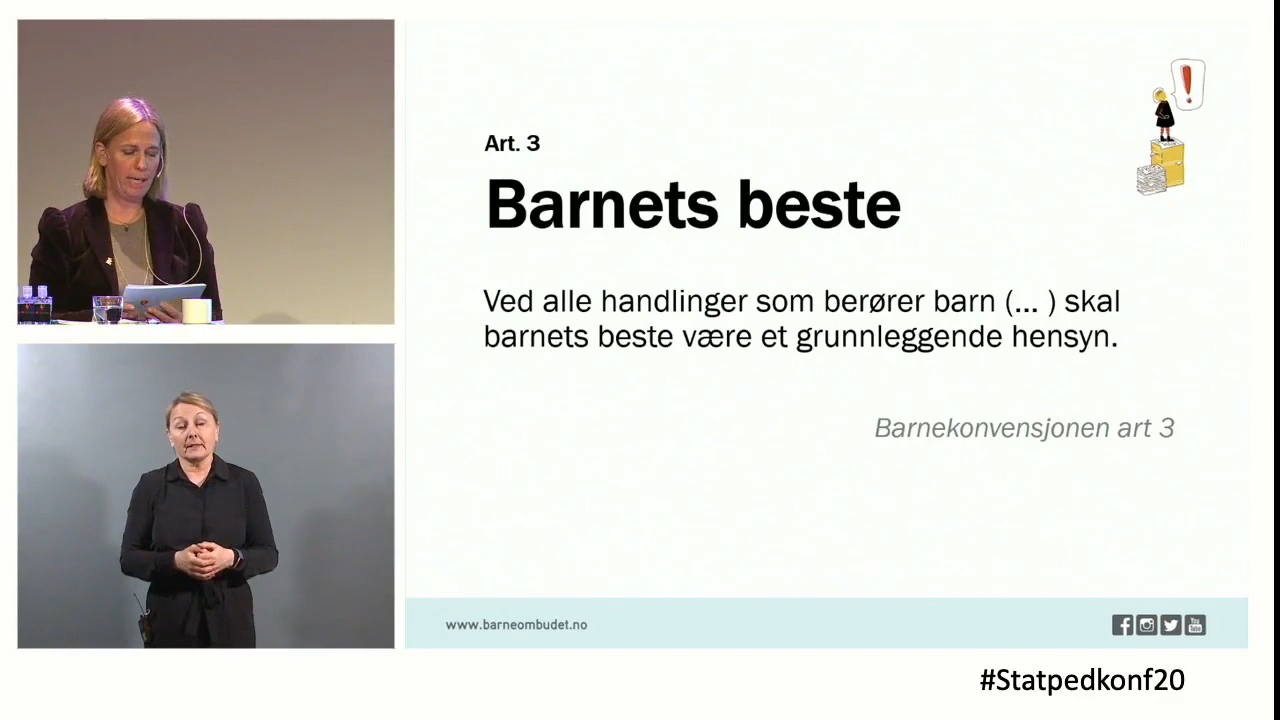 Art. 3
Barnets beste
Ved alle handlinger som berører barn (... ) skal
barnets beste være et grunnleggende hensyn.
Barnekonvensjonen art 3
www.barneombudet.no
#Statpedkonf20